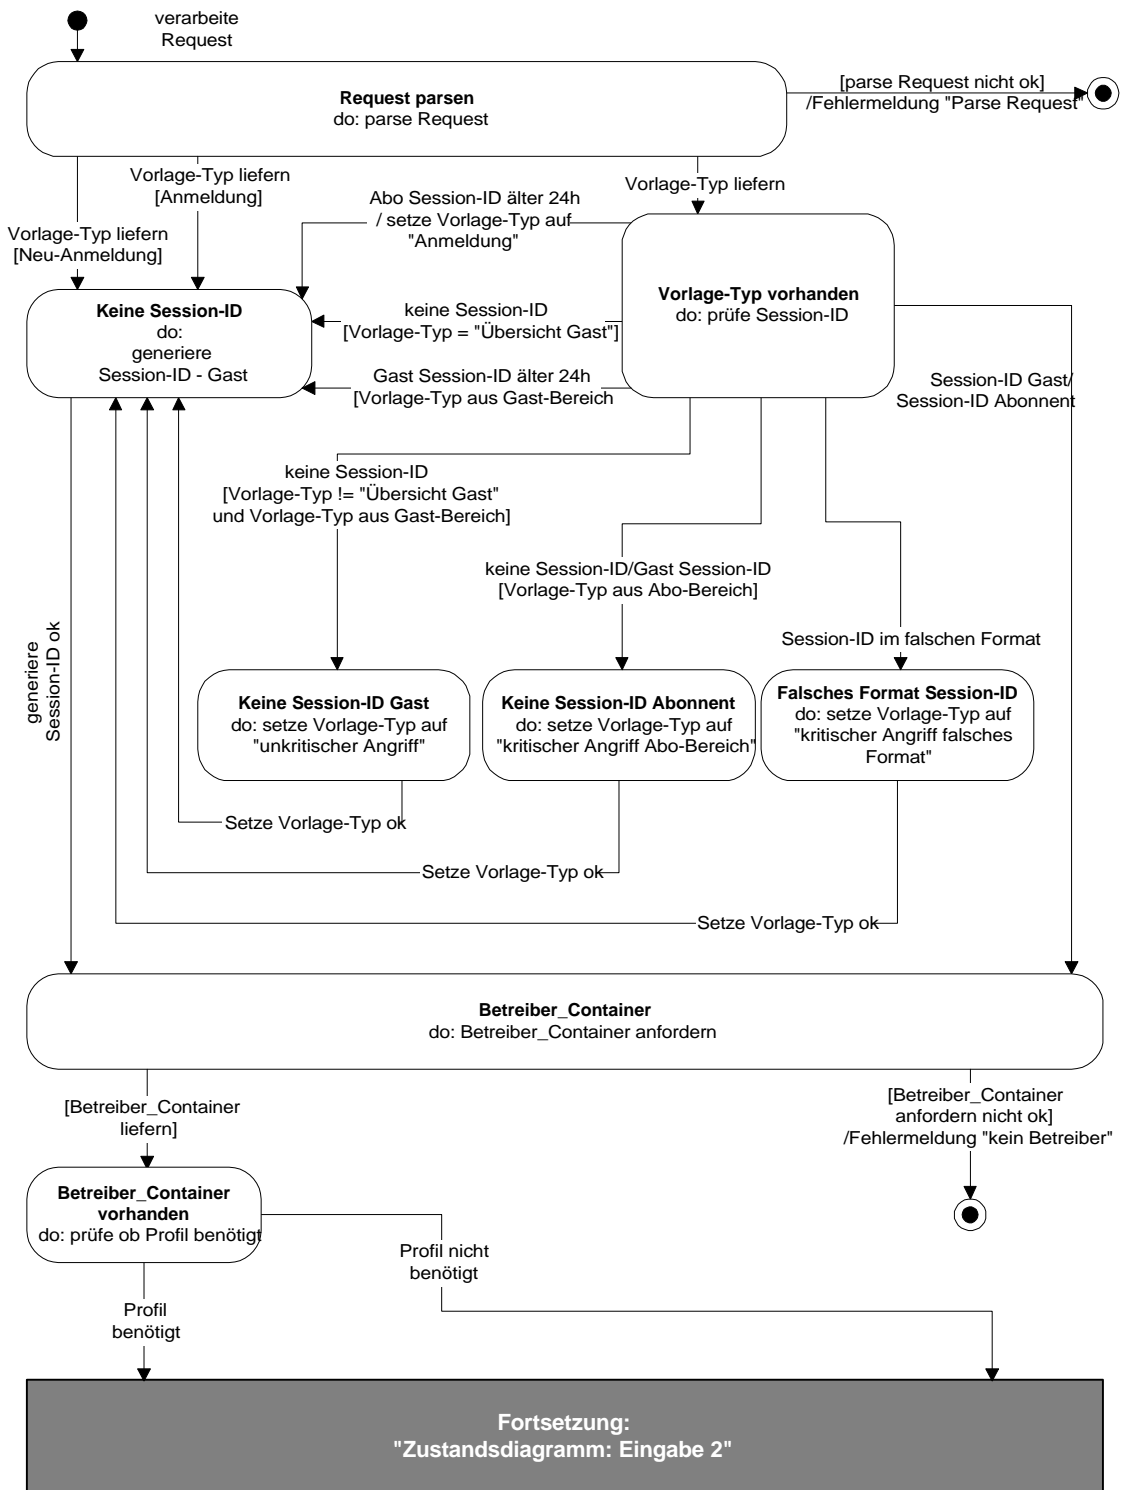 verarbeite
Request
[parse Request nicht ok]
/Fehlermeldung "Parse Request"
Request parsen
do: parse Request
Vorlage-Typ liefern
[Anmeldung]
Vorlage-Typ liefern
Abo Session-ID älter 24h
/ setze Vorlage-Typ auf
"Anmeldung"
Vorlage-Typ liefern
[Neu-Anmeldung]
Keine Session-ID
do:
generiere
Session-ID - Gast
keine Session-ID
[Vorlage-Typ = "Übersicht Gast"]
Vorlage-Typ vorhanden
do: prüfe Session-ID
Gast Session-ID älter 24h
[Vorlage-Typ aus Gast-Bereich
Session-ID Gast/
Session-ID Abonnent
keine Session-ID
[Vorlage-Typ != "Übersicht Gast"
und Vorlage-Typ aus Gast-Bereich]
keine Session-ID/Gast Session-ID
[Vorlage-Typ aus Abo-Bereich]
Session-ID im falschen Format
generiere
Session-ID ok
Keine Session-ID Gast
do: setze Vorlage-Typ auf
"unkritischer Angriff"
Keine Session-ID Abonnent
do: setze Vorlage-Typ auf
"kritischer Angriff Abo-Bereich"
Falsches Format Session-ID
do: setze Vorlage-Typ auf
"kritischer Angriff falsches
Format"
Setze Vorlage-Typ ok
Setze Vorlage-Typ ok
Setze Vorlage-Typ ok
Betreiber_Container
do: Betreiber_Container anfordern
[Betreiber_Container
liefern]
[Betreiber_Container
anfordern nicht ok]
/Fehlermeldung "kein Betreiber"
Betreiber_Container
vorhanden
do: prüfe ob Profil benötigt
Profil nicht
benötigt
Profil
benötigt
Fortsetzung:
"Zustandsdiagramm: Eingabe 2"